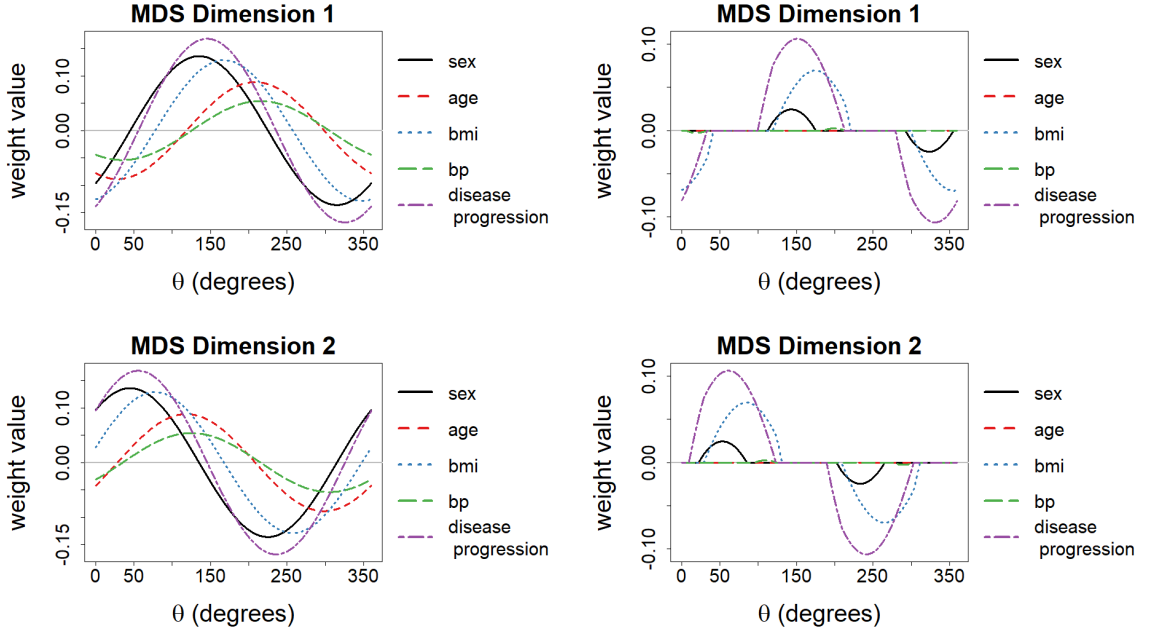 MDS Dimension 1
weight value
-0.15
0.00
0.10
0 50 150 250 350
θ (degrees)
sex
age
bmi
bp
disease
progression
MDS Dimension 1
weight value
-0.10
0.00
0.10
0 50 150 250 350
θ (degrees)
sex
age
bmi
bp
disease
progression
MDS Dimension 2
weight value
-0.15
0.00
0.10
0 50 150 250 350
θ (degrees)
sex
age
bmi
bp
disease
progression
MDS Dimension 2
weight value
-0.10
0.00
0.10
0 50 150 250 350
θ (degrees)
sex
age
bmi
bp
disease
progression